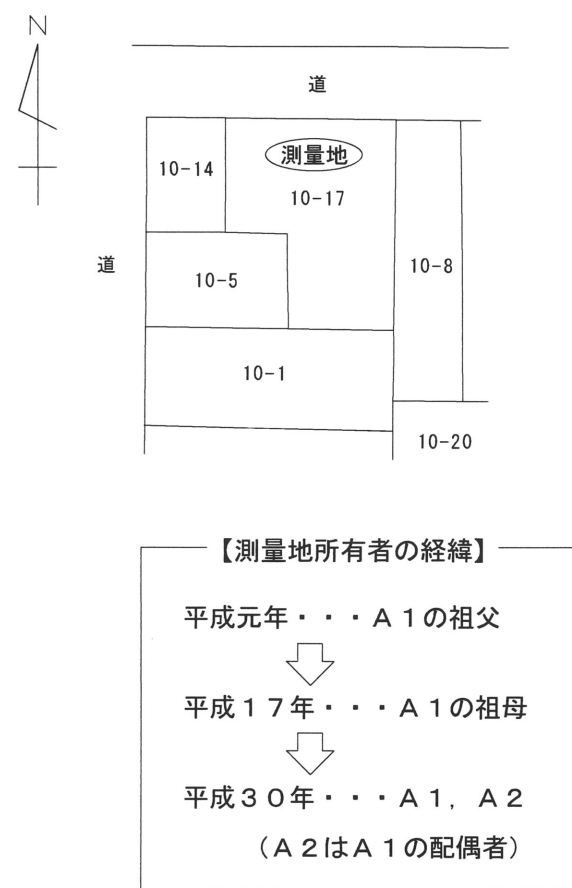 N
道
測量地
10-14
10-17
道
10-5
10-8
10-1
10-20
【測量地所有者の経緯】
平成元年・・・A1の祖父
平成17年・・・A1の祖母
平成30年・・・A1, A2
(A2はA1の配偶者)